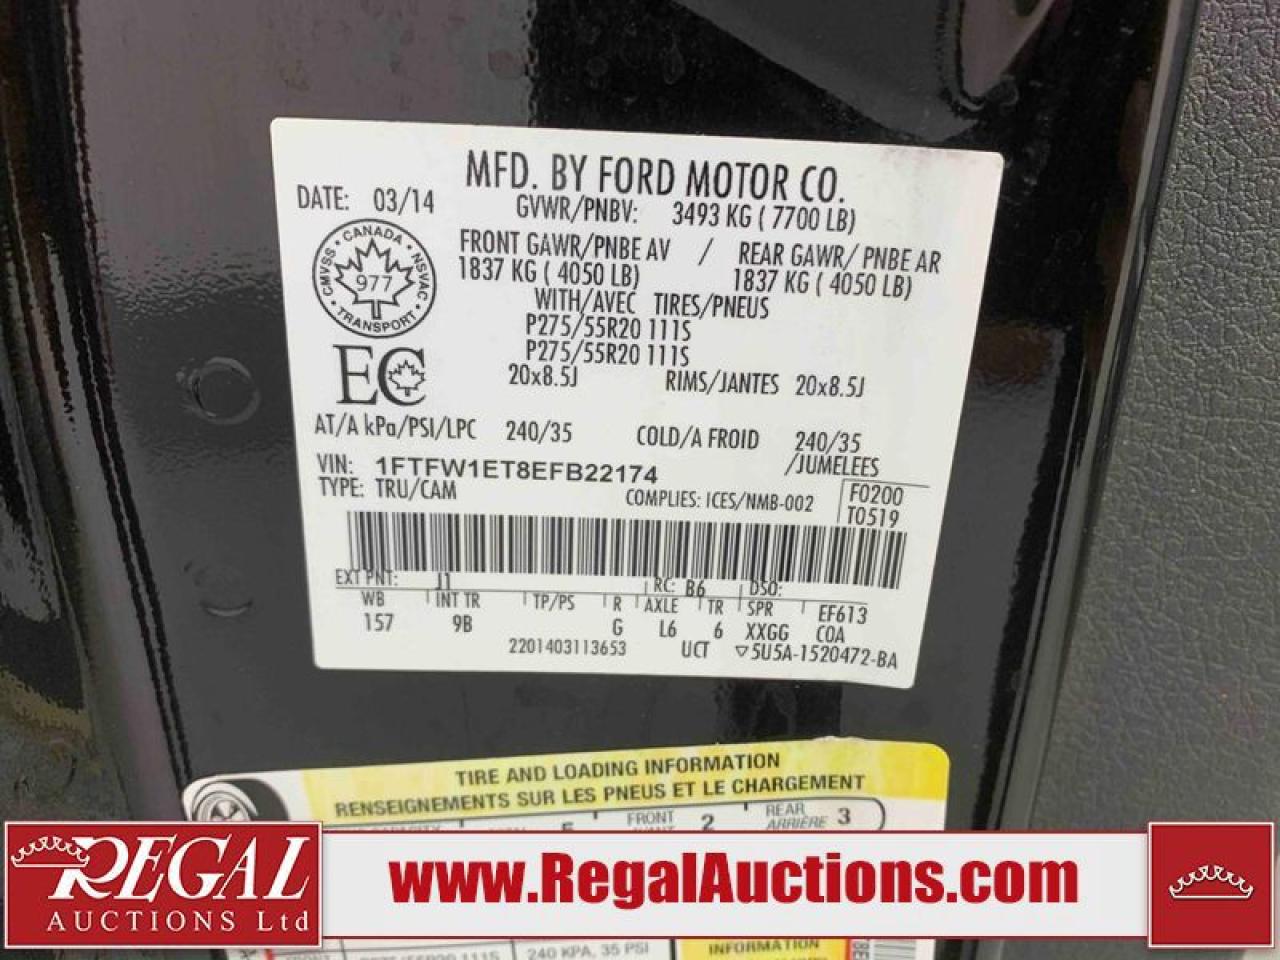 MFD. BY FORD MOTOR CO.
DATE: 03/14
GVWR/PNBV: 3493 KG ( 7700 LB)
FRONT GAWR/PNBE AV / REAR GAWR/ PNBE AR
1837 KG ( 4050 LB) 1837 KG ( 4050 LB)
WITH/AVEC TIRES/PNEUS
P275/55R20 111S
P275/55R20 111S
20x8.5J RIMS/JANTES 20x8.5J
CANADA
CMVSS • NSVAC
977
TRANSPORT
EC
AT/A kPa/PSI/LPC 240/35 COLD/A FROID 240/35
/JUMELEES
VIN: 1FTFW1ET8EFB22174
TYPE: TRU/CAM COMPLIES: ICES/NMB-002
F0200
T0519
EXT PNT: J1 RC: B6 DSO:
WB INT TR TP/PS R AXLE TR SPR EF613
157 9B G L6 6 XXGG COA
2201403113653 UCT ▽5U5A-1520472-BA
TIRE AND LOADING INFORMATION
RENSEIGNEMENTS SUR LES PNEUS ET LE CHARGEMENT
5 FRONT 2 REAR
ARRIÈRE 3
REGAL
AUCTIONS Ltd
www.RegalAuctions.com
240 KPA, 35 PSI
INFORMATION